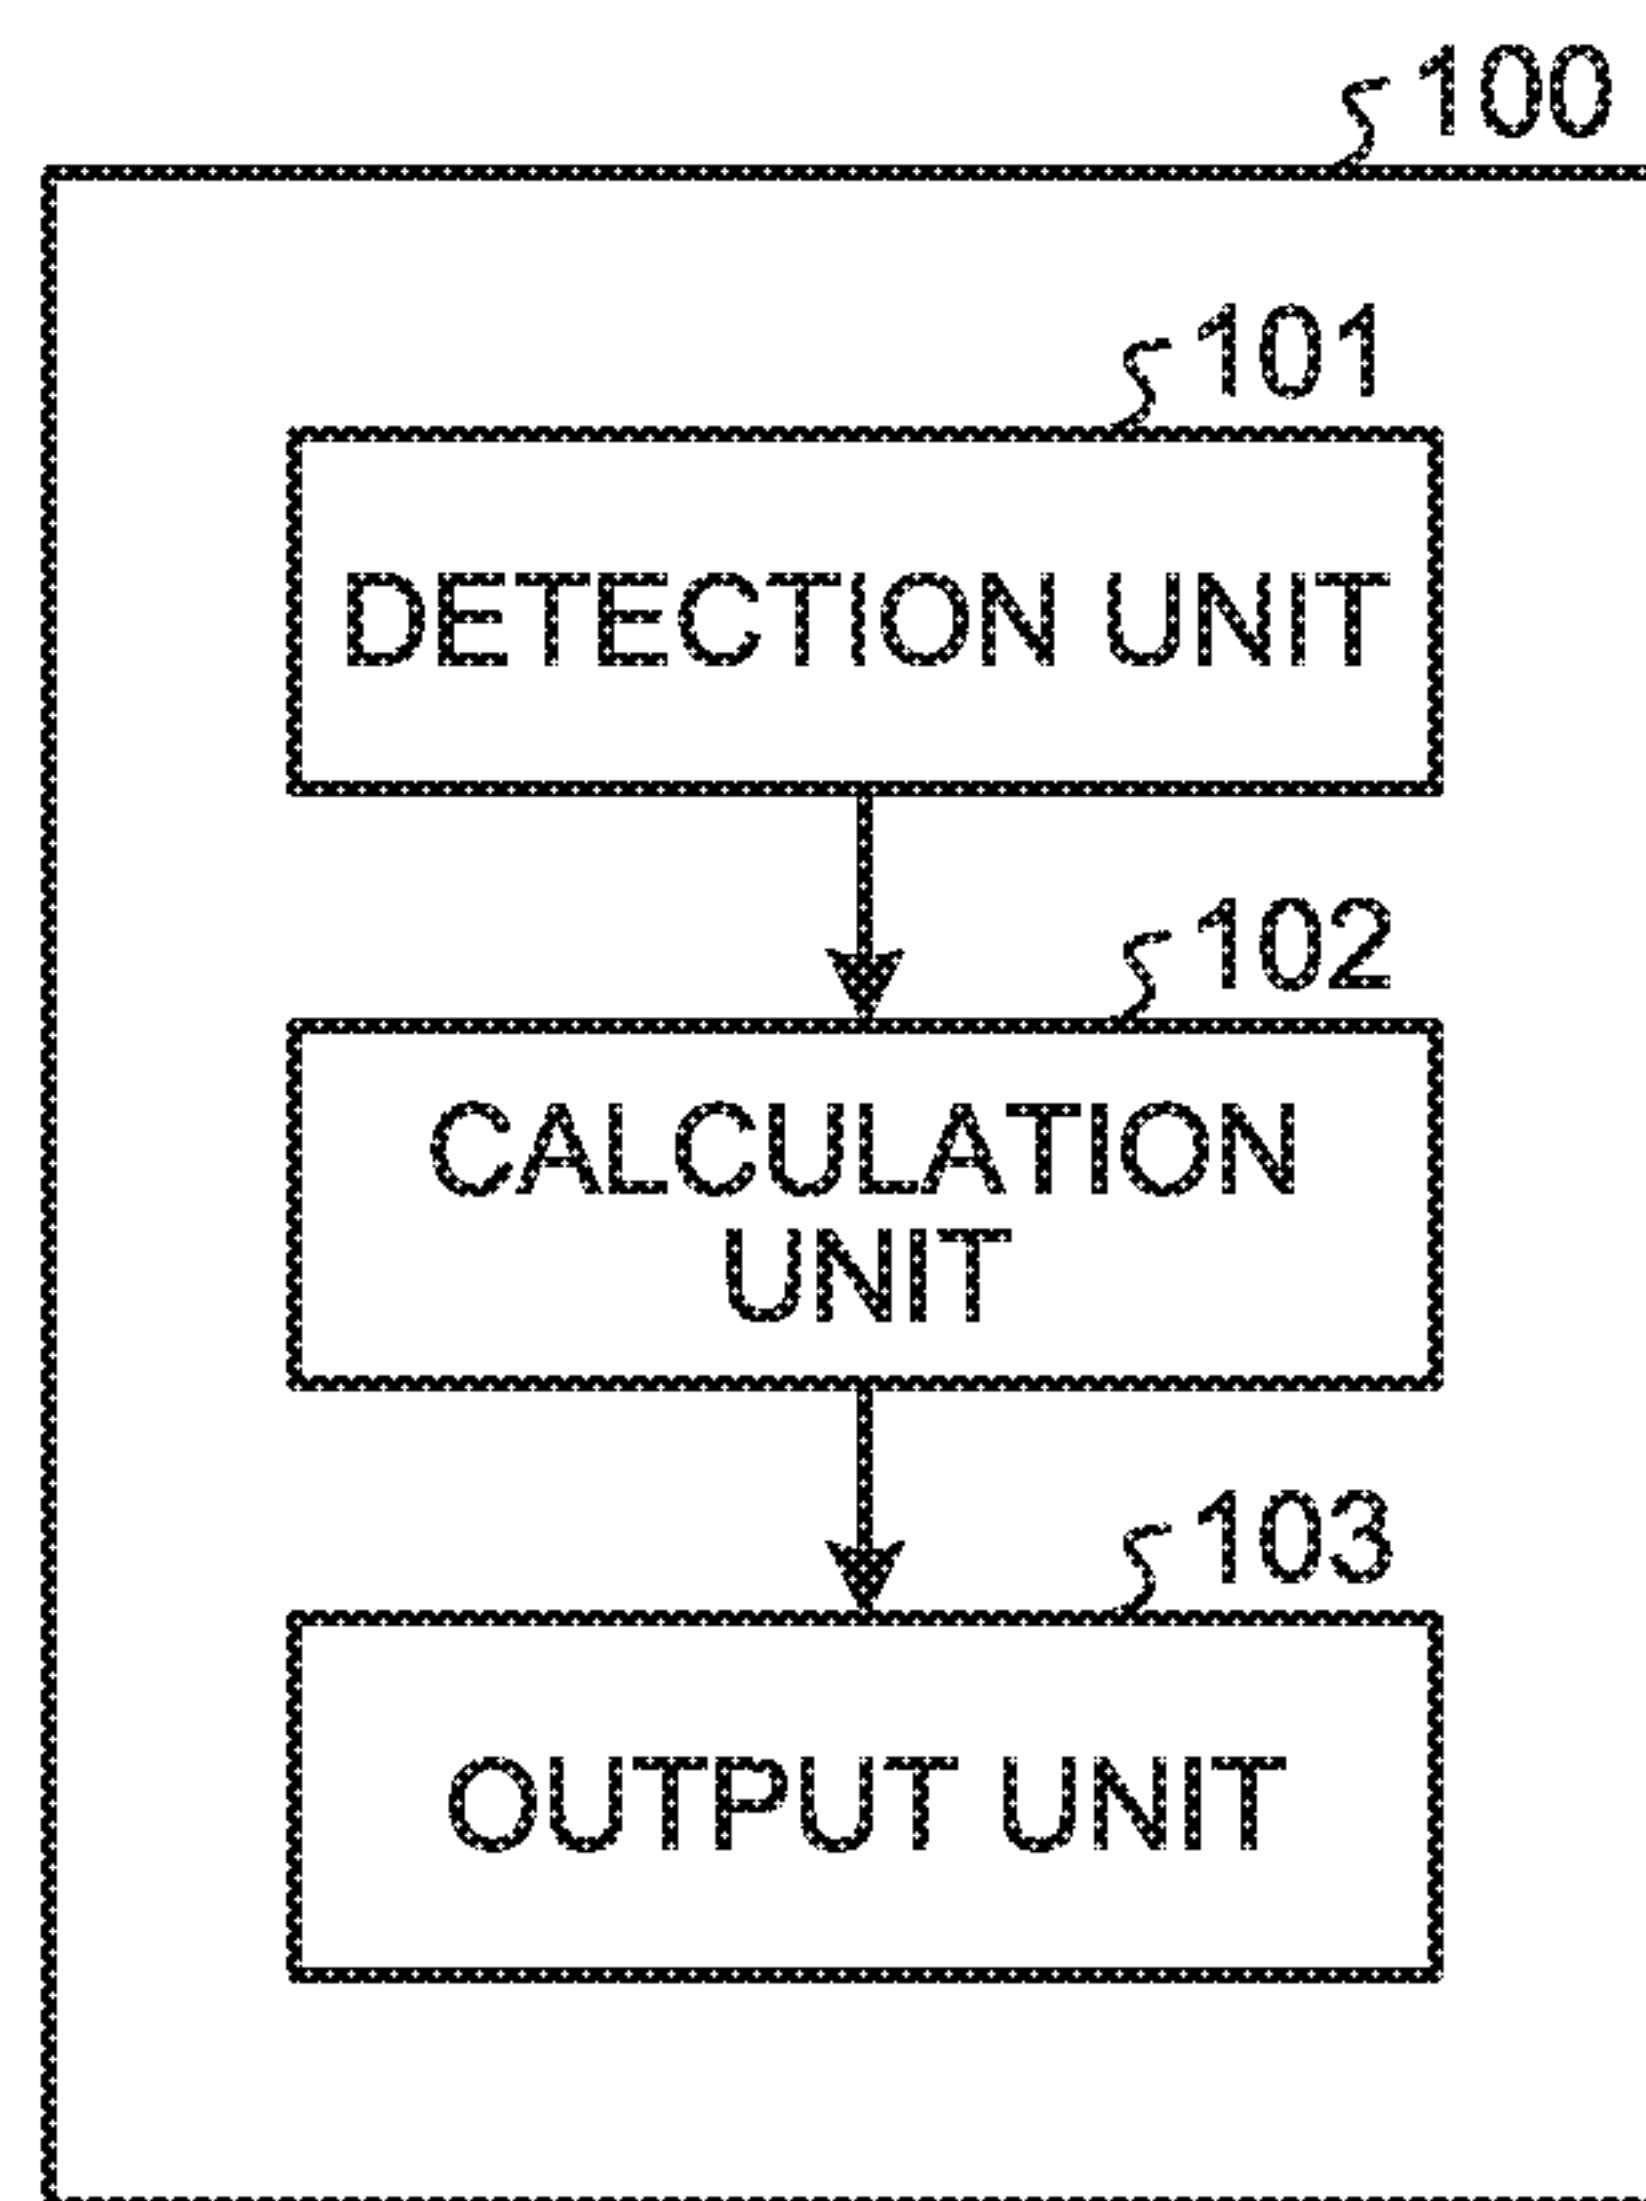 100
101
DETECTION UNIT
102
CALCULATION
UNIT
103
OUTPUT UNIT